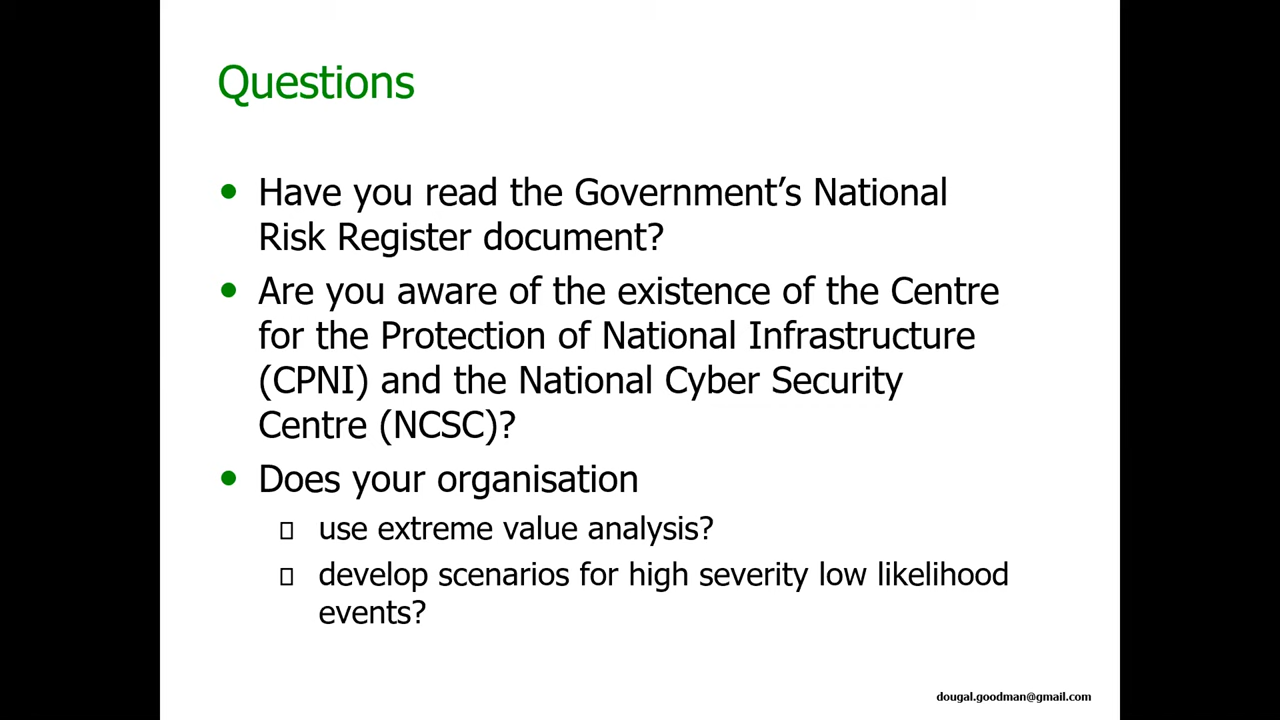 Questions
• Have you read the Government’s National
Risk Register document?
• Are you aware of the existence of the Centre
for the Protection of National Infrastructure
(CPNI) and the National Cyber Security
Centre (NCSC)?
• Does your organisation
▯ use extreme value analysis?
▯ develop scenarios for high severity low likelihood
events?
dougal.goodman@gmail.com